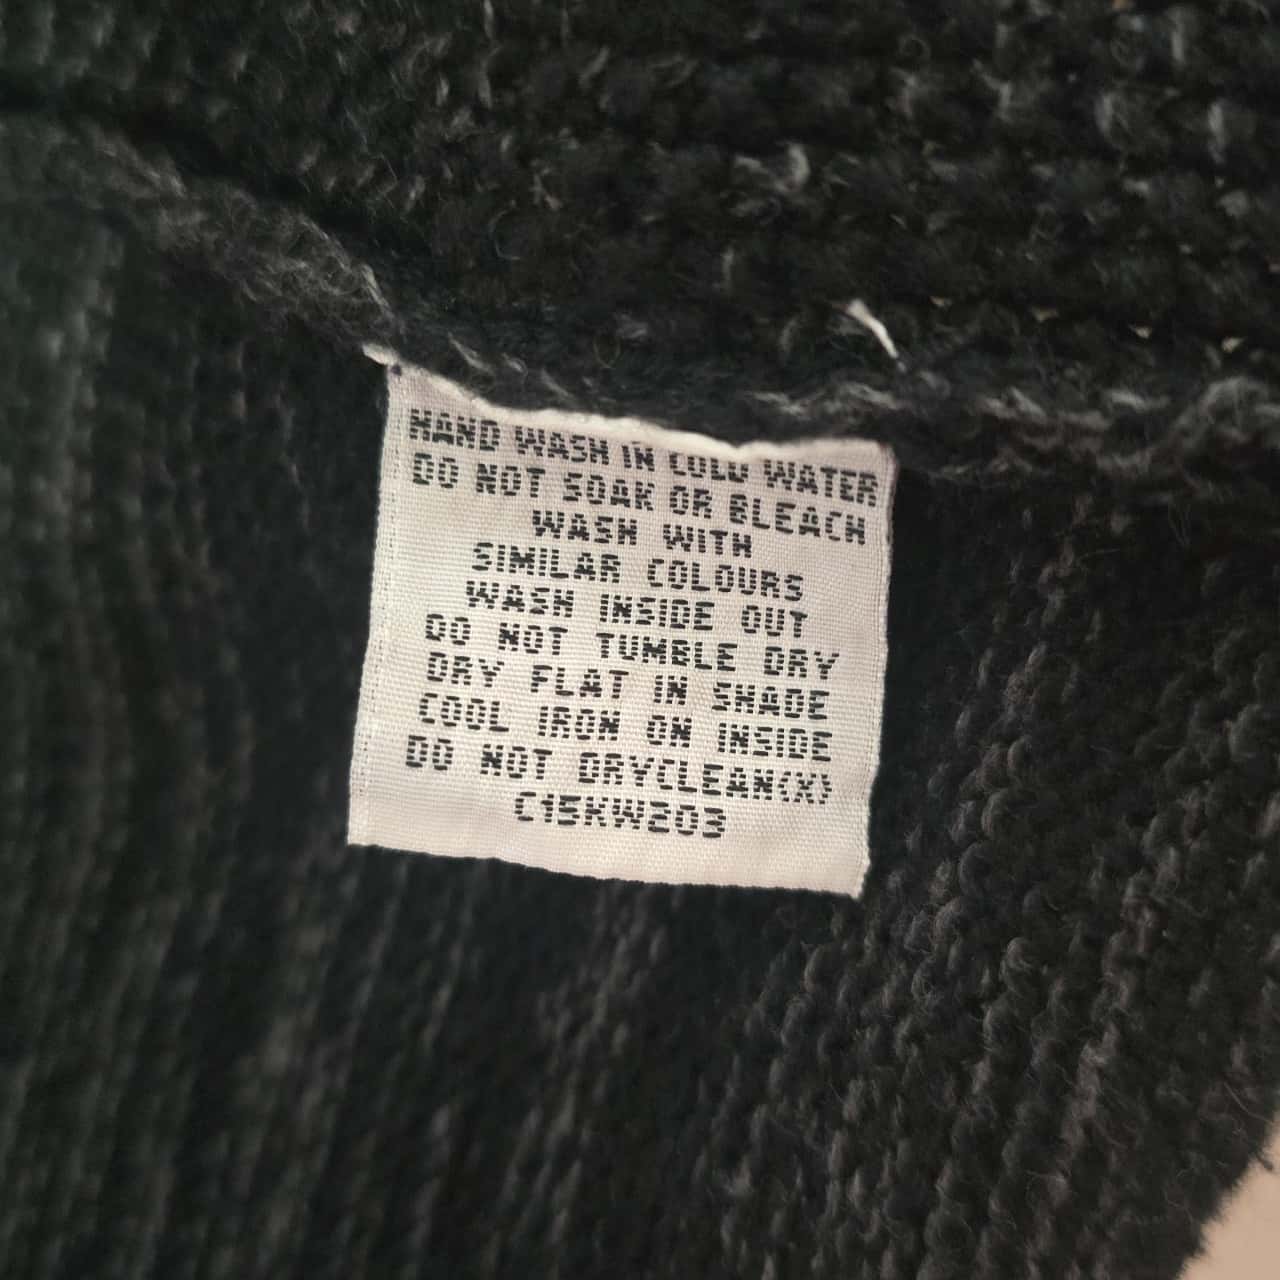 HAND WASH IN COLD WATER
DO NOT SOAK OR BLEACH
WASH WITH
SIMILAR COLOURS
WASH INSIDE OUT
DO NOT TUMBLE DRY
DRY FLAT IN SHADE
COOL IRON ON INSIDE
DO NOT DRYCLEAN(X)
C15KW203